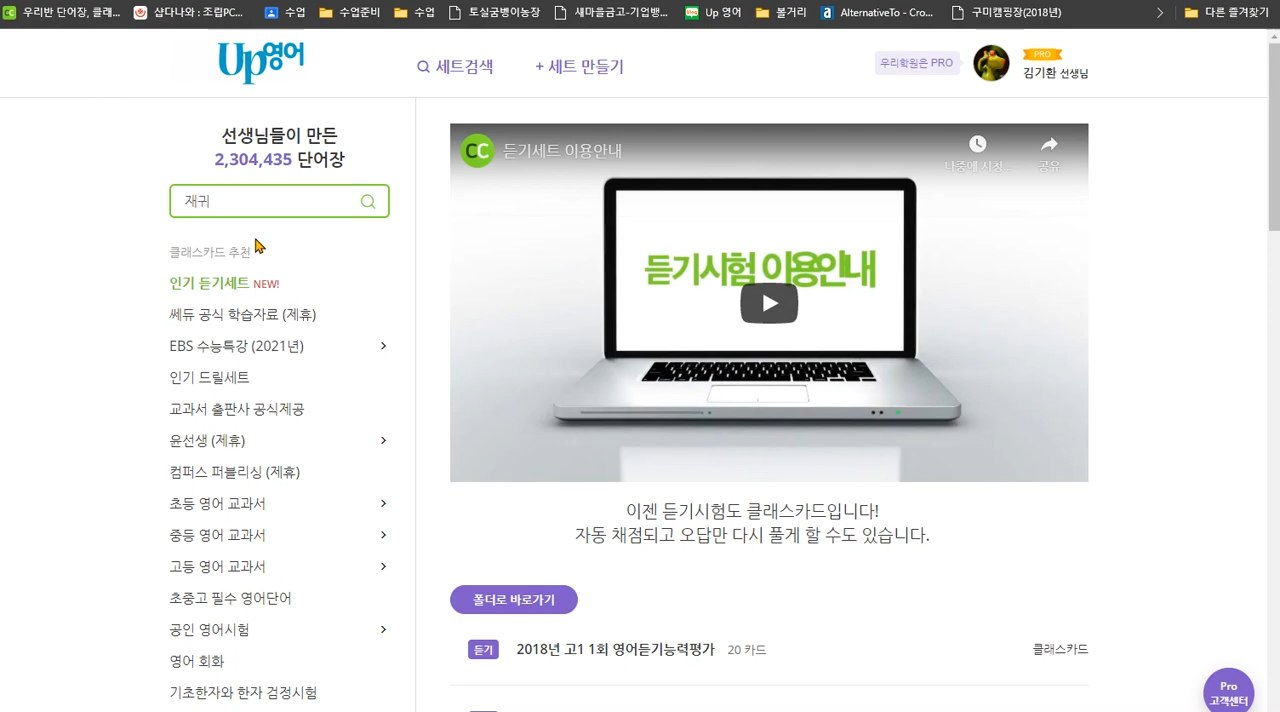 우리반 단어장, 클래...
샵다나와 : 조립PC...
수업
수업준비
수업
토실궁뱅이농장
새마을금고-기업뱅...
Up 영어
볼거리
AlternativeTo - Cro...
구미캠핑장(2018년)
다른 즐겨찾기
Up영어
세트검색
+ 세트 만들기
우리학원은 PRO
PRO
김기환 선생님
선생님들이 만든
2,304,435 단어장
재귀
클래스카드 추천
인기 듣기세트 NEW!
쎄듀 공식 학습자료 (제휴)
EBS 수능특강 (2021년)
인기 드릴세트
교과서 출판사 공식제공
윤선생 (제휴)
컴퍼스 퍼블리싱 (제휴)
초등 영어 교과서
중등 영어 교과서
고등 영어 교과서
초중고 필수 영어단어
공인 영어시험
영어 회화
기초한자와 한자 검정시험
CC 듣기세트 이용안내
나중에 시청...
공유
듣기시험 이용안내
이젠 듣기시험도 클래스카드입니다!
자동 채점되고 오답만 다시 풀게 할 수도 있습니다.
폴더로 바로가기
듣기 2018년 고1 1회 영어듣기능력평가 20 카드
클래스카드
Pro
고객센터